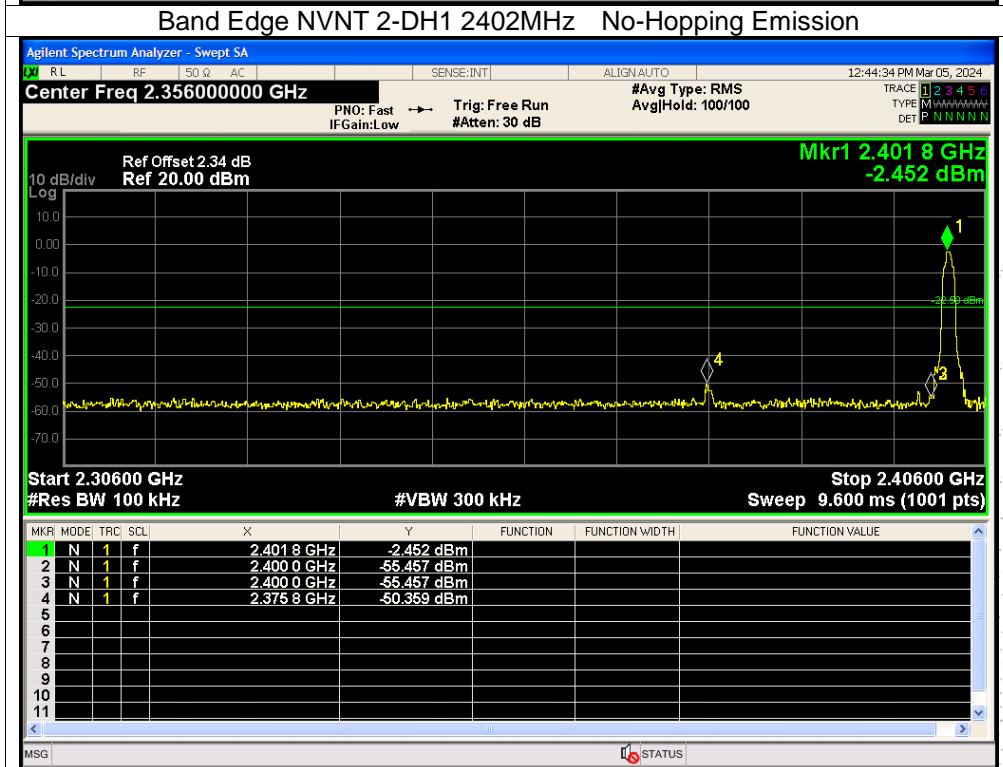 Band Edge NVNT 2-DH1 2402MHz No-Hopping Emission
Agilent Spectrum Analyzer - Swept SA
LXI RL RF 50 Ω AC SENSE:INT ALIGNAUTO 12:44:34 PM Mar 05, 2024
Center Freq 2.356000000 GHz #Avg Type: RMS TRACE 1 2 3 4 5 6
PNO: Fast Trig: Free Run Avg|Hold: 100/100 TYPE M
IFGain:Low #Atten: 30 dB DET P N N N N N
Mkr1 2.401 8 GHz
Ref Offset 2.34 dB
10 dB/div Ref 20.00 dBm -2.452 dBm
Log
10.0
1
0.00
-10.0
-20.0
-30.0
-40.0
4
-50.0
3
-60.0
-70.0
Start 2.30600 GHz Stop 2.40600 GHz
#Res BW 100 kHz #VBW 300 kHz Sweep 9.600 ms (1001 pts)
MKR MODE TRC SCL X Y FUNCTION FUNCTION WIDTH FUNCTION VALUE
1 N 1 f 2.401 8 GHz -2.452 dBm
2 N 1 f 2.400 0 GHz -55.457 dBm
3 N 1 f 2.400 0 GHz -55.457 dBm
4 N 1 f 2.375 8 GHz -50.359 dBm
5
6
7
8
9
10
11
MSG STATUS